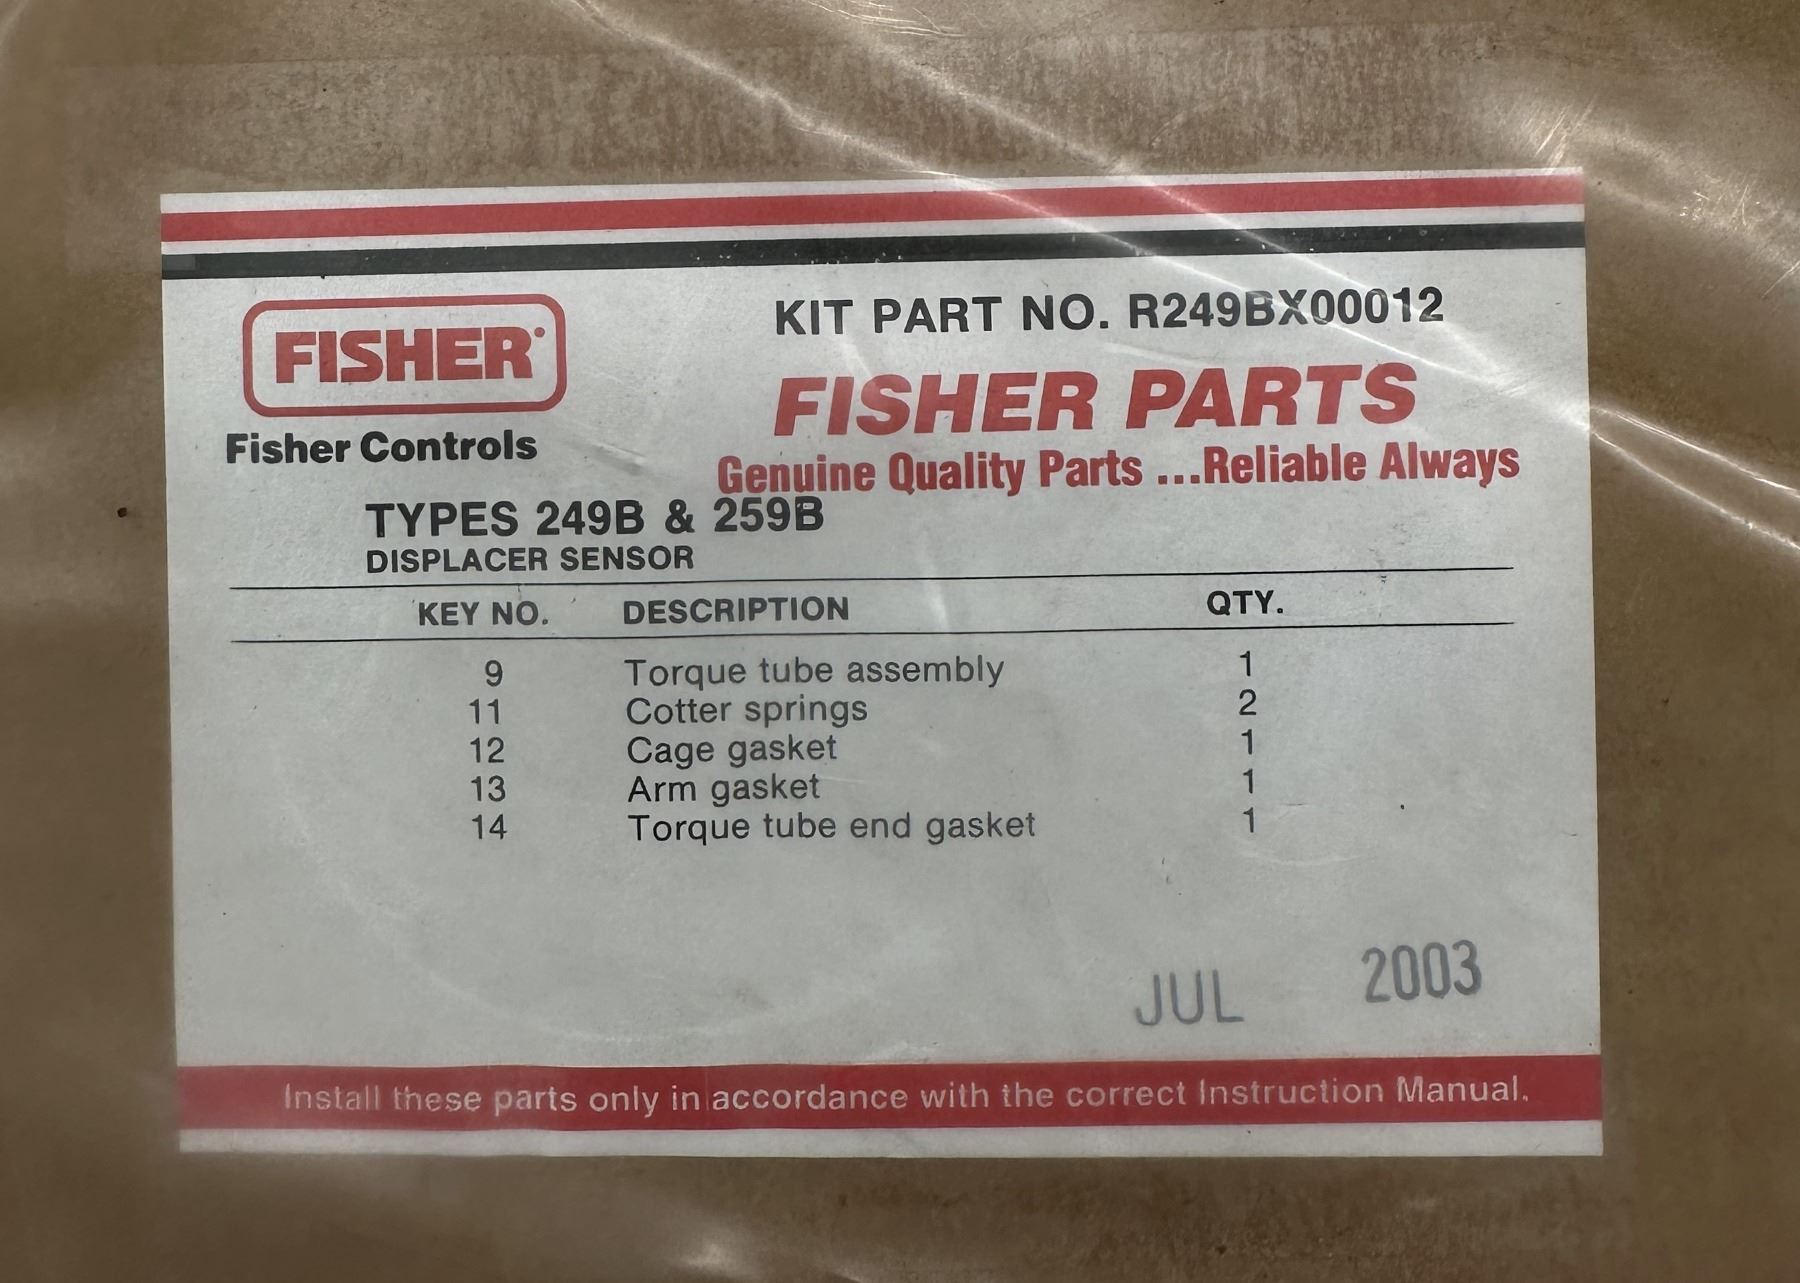 KIT PART NO. R249BX00012
FISHER
FISHER PARTS
Fisher Controls
Genuine Quality Parts ...Reliable Always
TYPES 249B & 259B
DISPLACER SENSOR
KEY NO. DESCRIPTION QTY.
9 Torque tube assembly 1
11 Cotter springs 2
12 Cage gasket 1
13 Arm gasket 1
14 Torque tube end gasket 1
JUL 2003
Install these parts only in accordance with the correct Instruction Manual.